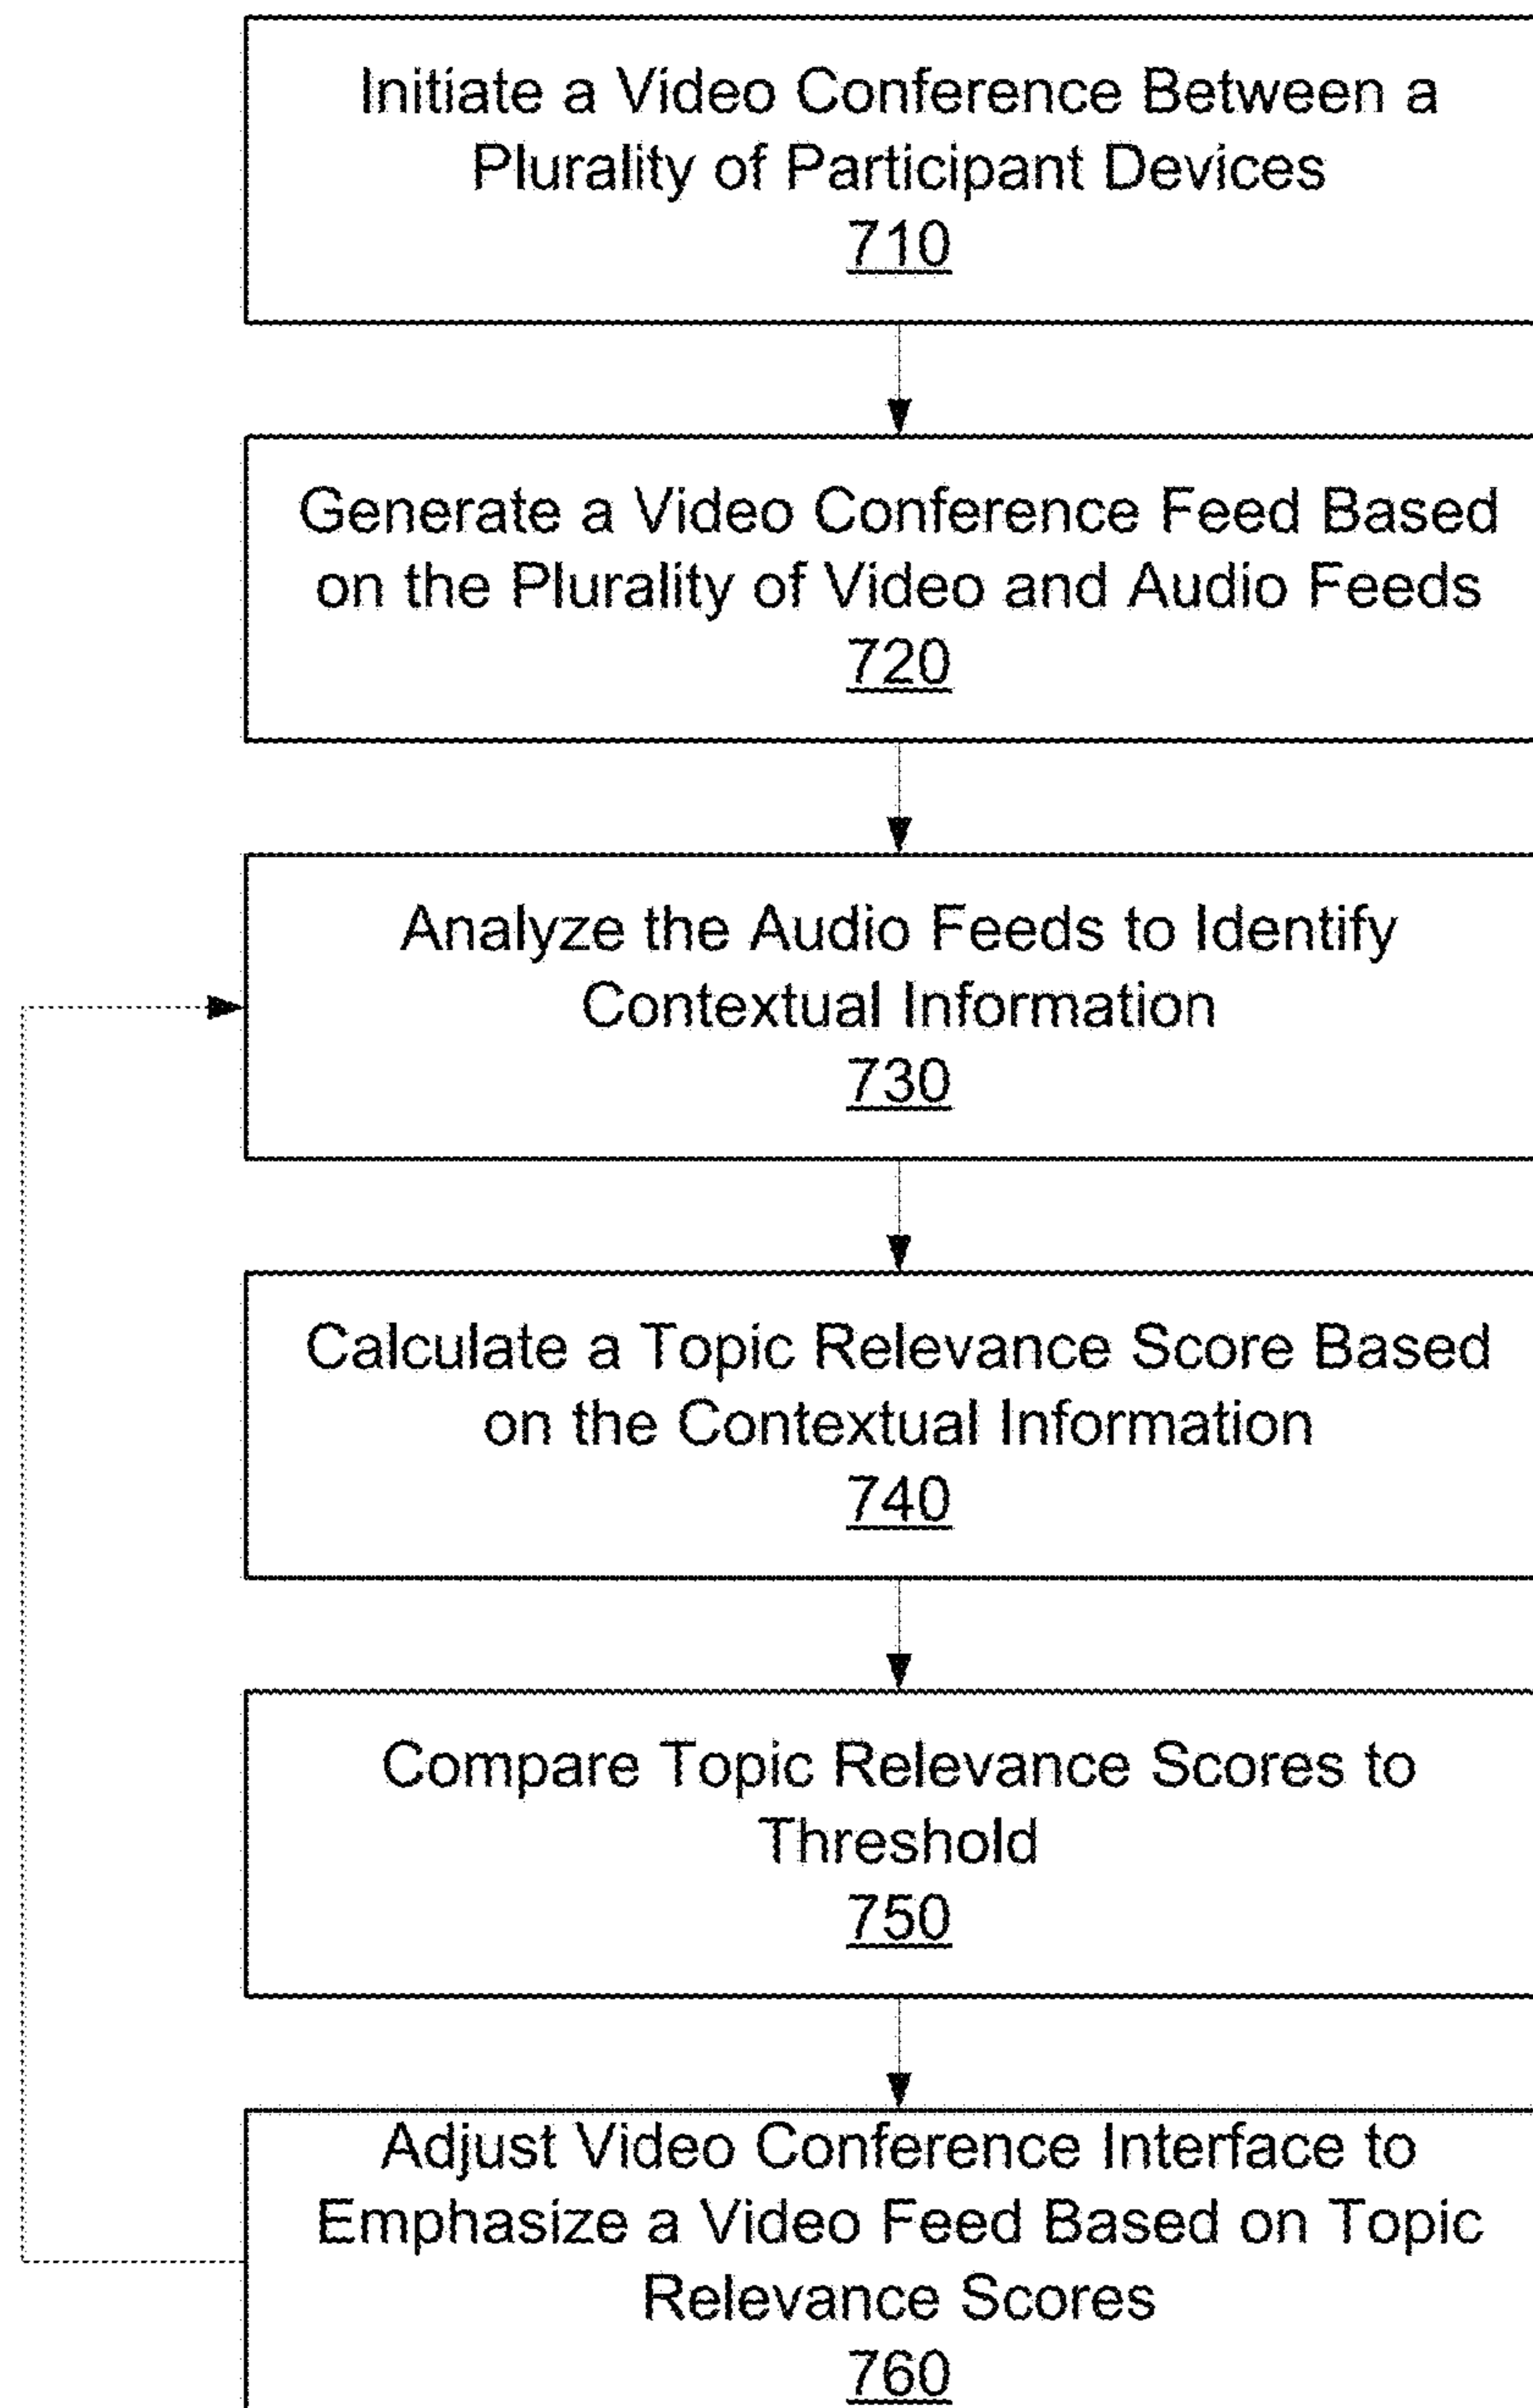 Initiate a Video Conference Between a
Plurality of Participant Devices
710
Generate a Video Conference Feed Based
on the Plurality of Video and Audio Feeds
720
Analyze the Audio Feeds to Identify
Contextual Information
730
Calculate a Topic Relevance Score Based
on the Contextual Information
740
Compare Topic Relevance Scores to
Threshold
750
Adjust Video Conference Interface to
Emphasize a Video Feed Based on Topic
Relevance Scores
760